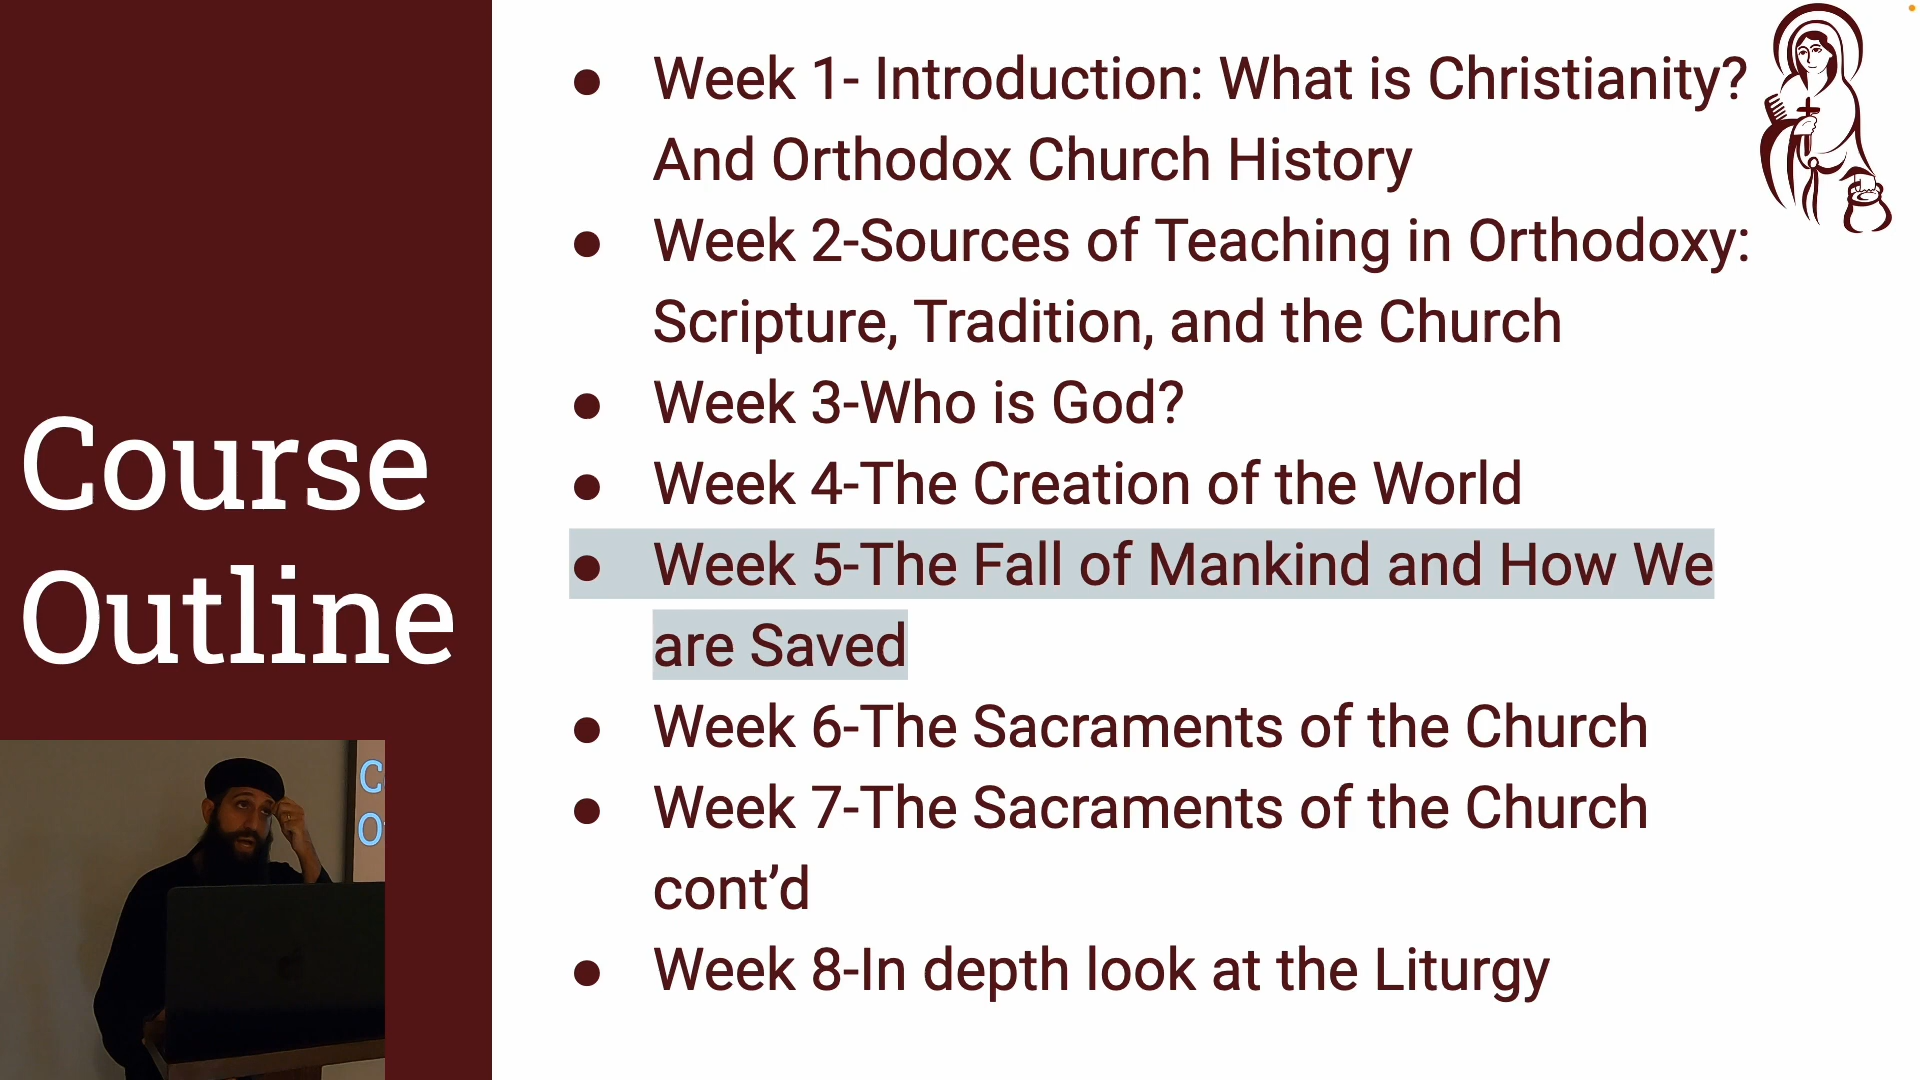 Course
Outline
● Week 1- Introduction: What is Christianity?
And Orthodox Church History
● Week 2-Sources of Teaching in Orthodoxy:
Scripture, Tradition, and the Church
● Week 3-Who is God?
● Week 4-The Creation of the World
● Week 5-The Fall of Mankind and How We
are Saved
● Week 6-The Sacraments of the Church
● Week 7-The Sacraments of the Church
cont’d
● Week 8-In depth look at the Liturgy
C
O